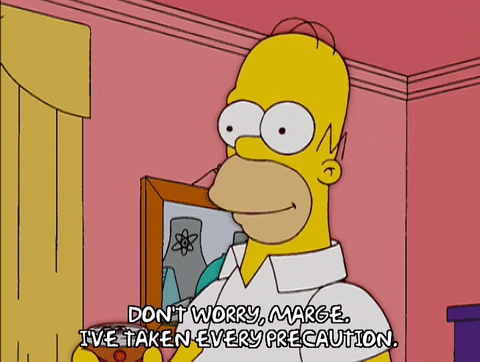 DON'T WORRY, MARGE.
I'VE TAKEN EVERY PRECAUTION.